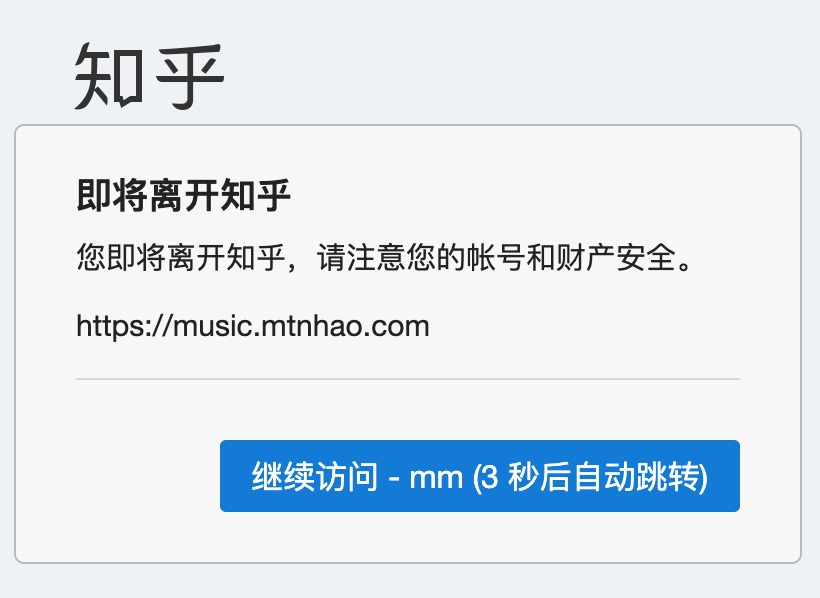 知乎
即将离开知乎
您即将离开知乎，请注意您的帐号和财产安全。
https://music.mtnhao.com
继续访问 - mm (3 秒后自动跳转)